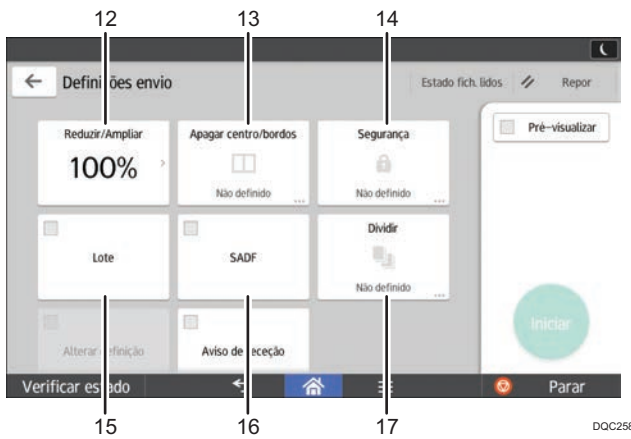 12 13 14
Definições envio
Estado fich. lidos
Repor
Reduzir/Ampliar
100%
Apagar centro/bordos
Não definido
Segurança
Não definido
Pré-visualizar
Lote
SADF
Dividir
Não definido
Alterar definição
Aviso de receção
Iniciar
Verificar estado
Parar
15 16 17
DQC258